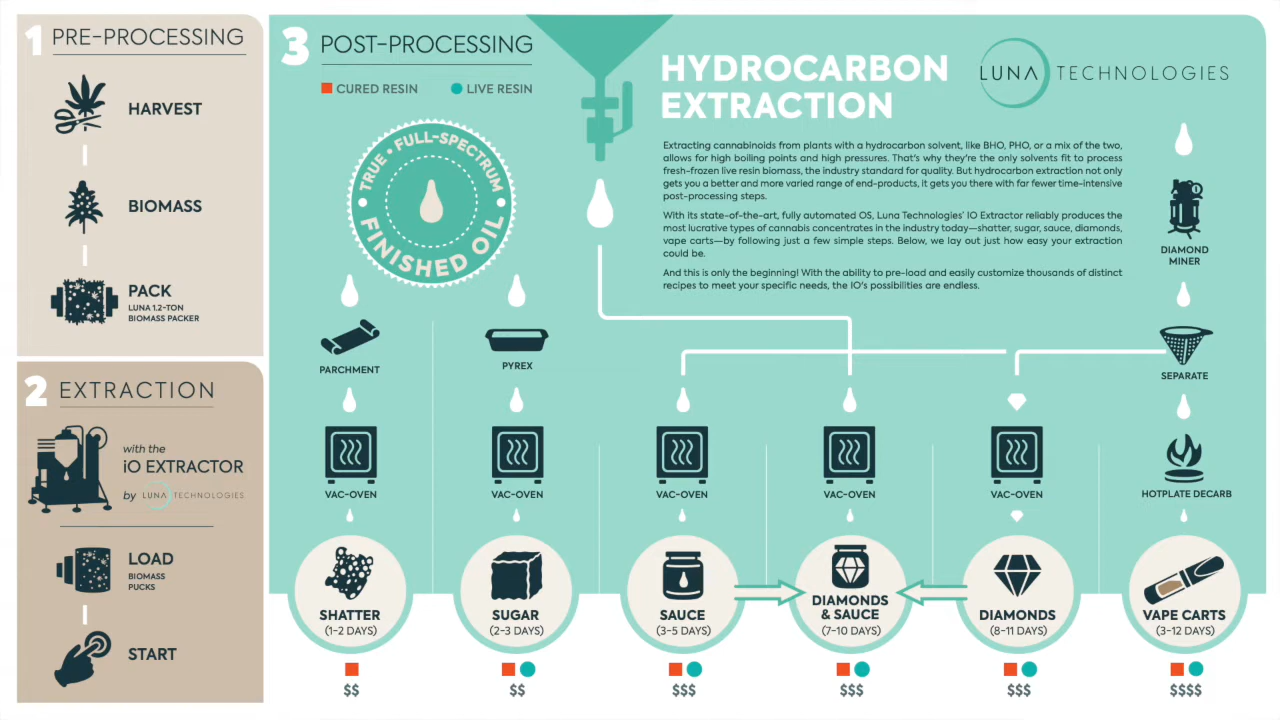 1 PRE-PROCESSING
HARVEST
BIOMASS
PACK
LUNA 1.2-TON
BIOMASS PACKER
2 EXTRACTION
with the
iO EXTRACTOR
by LUNA TECHNOLOGIES
LOAD
BIOMASS
PUCKS
START
3 POST-PROCESSING
CURED RESIN
LIVE RESIN
TRUE • FULL-SPECTRUM
FINISHED OIL
HYDROCARBON
EXTRACTION
LUNA TECHNOLOGIES
Extracting cannabinoids from plants with a hydrocarbon solvent, like BHO, PHO, or a mix of the two,
allows for high boiling points and high pressures. That's why they're the only solvents fit to process
fresh-frozen live resin biomass, the industry standard for quality. But hydrocarbon extraction not only
gets you a better and more varied range of end-products, it gets you there with far fewer time-intensive
post-processing steps.
With its state-of-the-art, fully automated OS, Luna Technologies' IO Extractor reliably produces the
most lucrative types of cannabis concentrates in the industry today—shatter, sugar, sauce, diamonds,
vape carts—by following just a few simple steps. Below, we lay out just how easy your extraction
could be.
And this is only the beginning! With the ability to pre-load and easily customize thousands of distinct
recipes to meet your specific needs, the IO's possibilities are endless.
DIAMOND
MINER
SEPARATE
HOTPLATE DECARB
PARCHMENT
PYREX
VAC-OVEN
VAC-OVEN
VAC-OVEN
VAC-OVEN
VAC-OVEN
SHATTER
(1-2 DAYS)
$$
SUGAR
(2-3 DAYS)
$$
SAUCE
(3-5 DAYS)
$$$
DIAMONDS
& SAUCE
(7-10 DAYS)
$$$
DIAMONDS
(8-11 DAYS)
$$$
VAPE CARTS
(3-12 DAYS)
$$$$